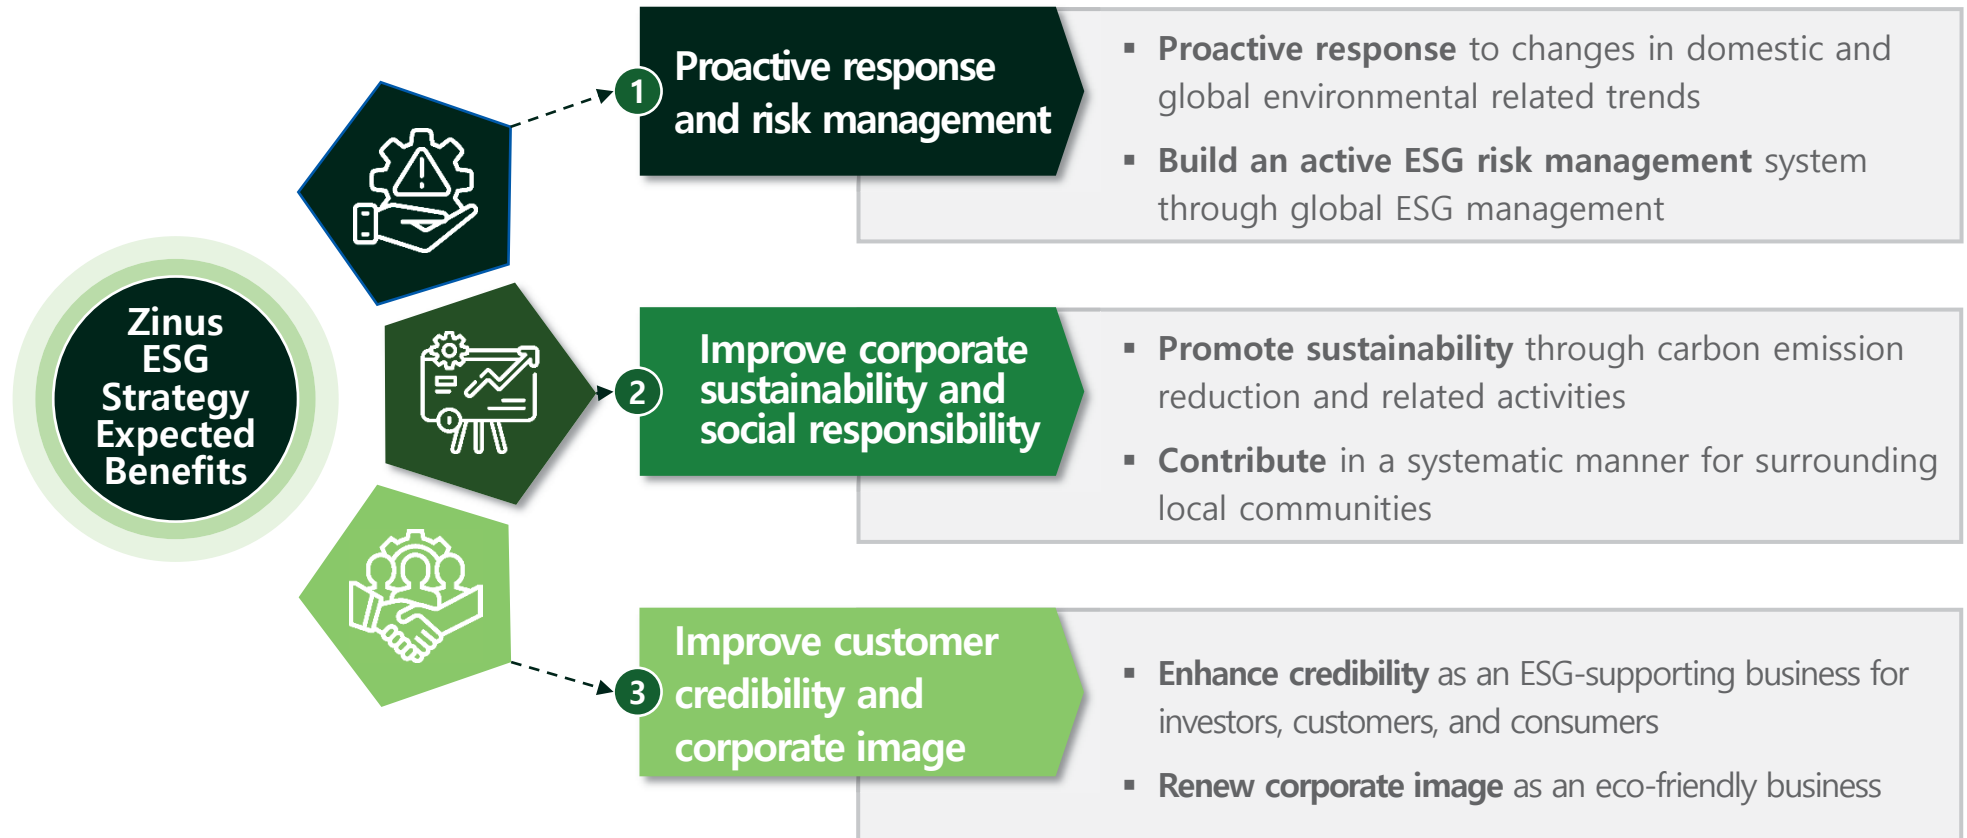 Zinus
ESG
Strategy
Expected
Benefits
1
Proactive response
and risk management
▪ Proactive response to changes in domestic and
global environmental related trends
▪ Build an active ESG risk management system
through global ESG management
2
Improve corporate
sustainability and
social responsibility
▪ Promote sustainability through carbon emission
reduction and related activities
▪ Contribute in a systematic manner for surrounding
local communities
3
Improve customer
credibility and
corporate image
▪ Enhance credibility as an ESG-supporting business for
investors, customers, and consumers
▪ Renew corporate image as an eco-friendly business